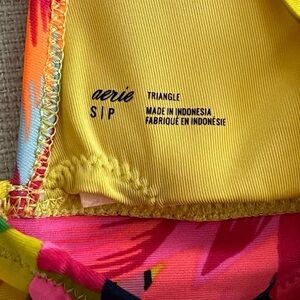 aerie
S|P
TRIANGLE
MADE IN INDONESIA
FABRIQUÉ EN INDONÉSIE